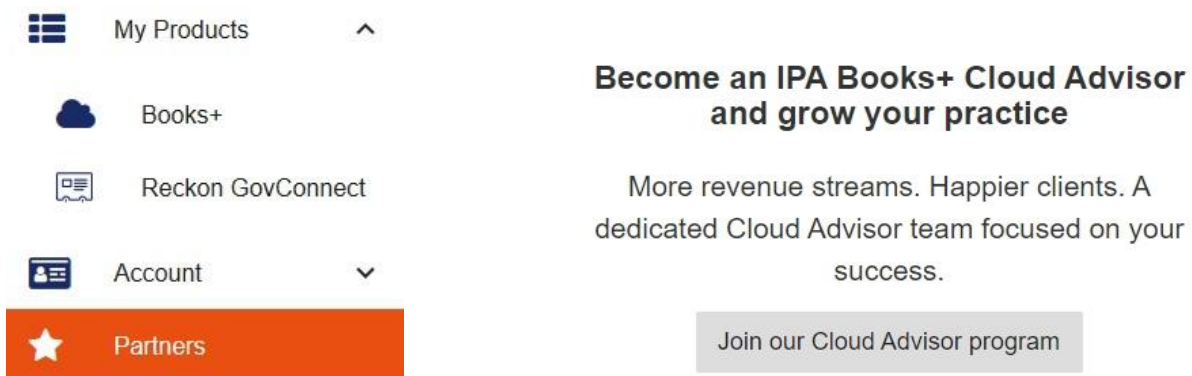 My Products
Books+
Reckon GovConnect
Account
Partners
Become an IPA Books+ Cloud Advisor
and grow your practice
More revenue streams. Happier clients. A
dedicated Cloud Advisor team focused on your
success.
Join our Cloud Advisor program